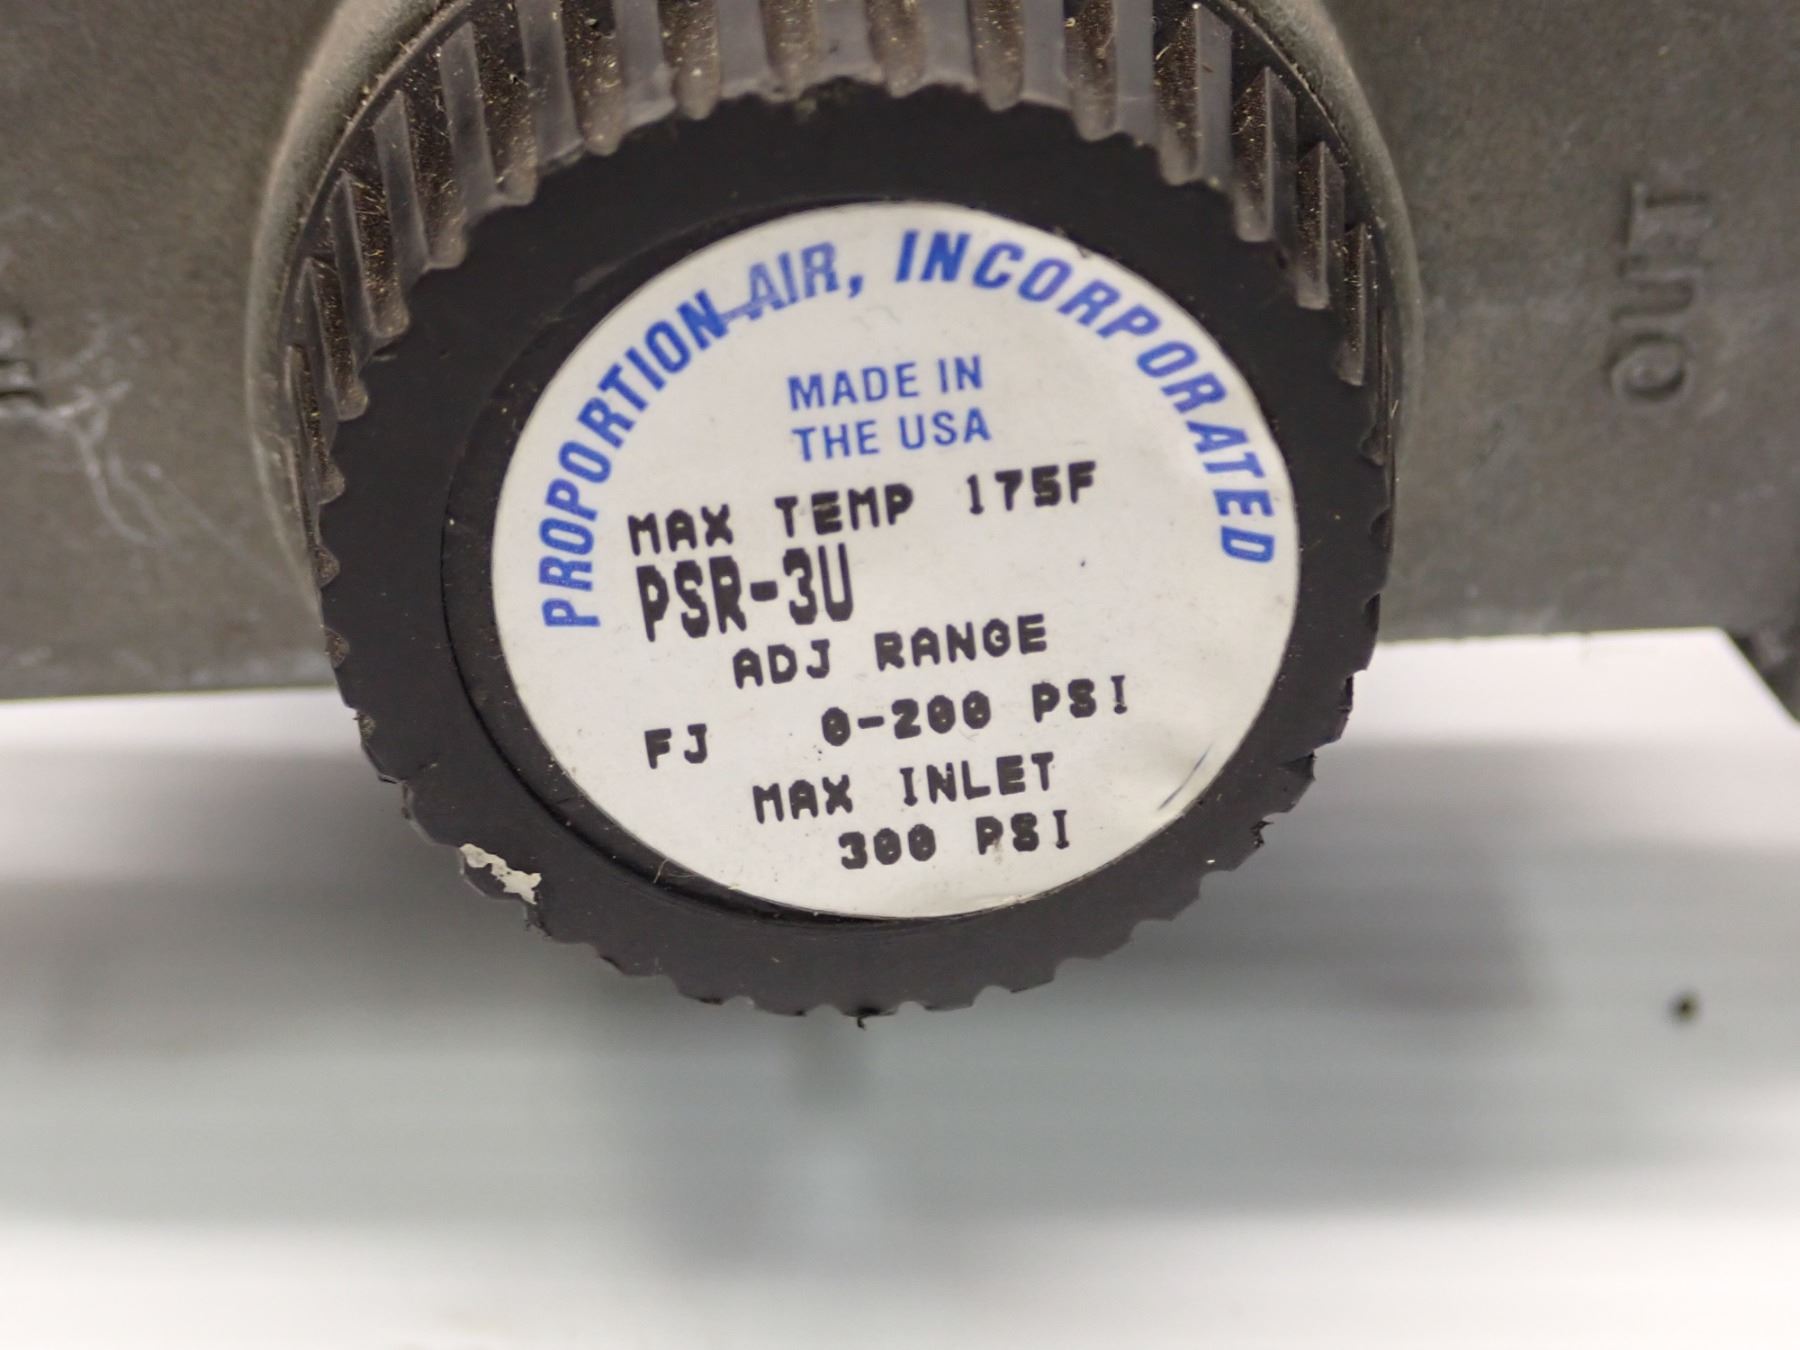 PROPORTION-AIR, INCORPORATED
MADE IN
THE USA
MAX TEMP 175F
PSR-3U
ADJ RANGE
FJ 0-200 PSI
MAX INLET
300 PSI
OUT